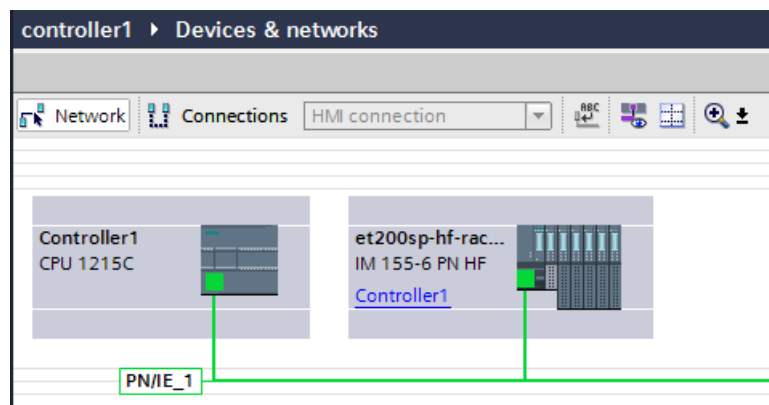 controller1 ▸ Devices & networks
Network Connections HMI connection ABC
Controller1
CPU 1215C
et200sp-hf-rac...
IM 155-6 PN HF
Controller1
PN/IE_1